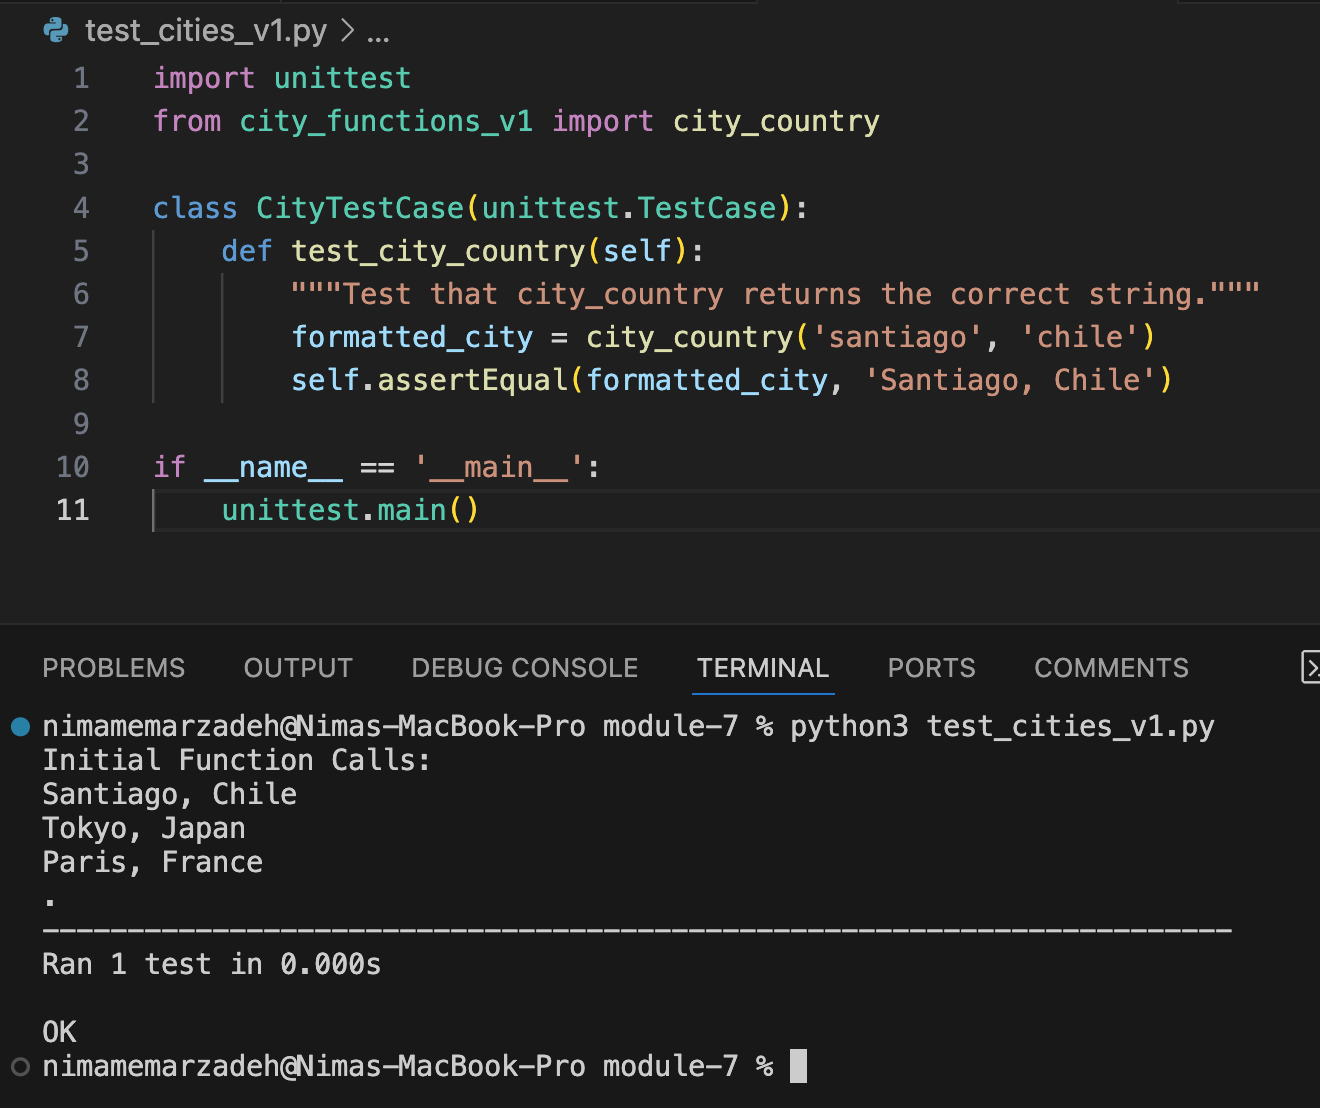 test_cities_v1.py > ...
1 import unittest
2 from city_functions_v1 import city_country
3
4 class CityTestCase(unittest.TestCase):
5     def test_city_country(self):
6         """Test that city_country returns the correct string."""
7         formatted_city = city_country('santiago', 'chile')
8         self.assertEqual(formatted_city, 'Santiago, Chile')
9
10 if __name__ == '__main__':
11     unittest.main()
PROBLEMS OUTPUT DEBUG CONSOLE TERMINAL PORTS COMMENTS
nimamemarzadeh@Nimas-MacBook-Pro module-7 % python3 test_cities_v1.py
Initial Function Calls:
Santiago, Chile
Tokyo, Japan
Paris, France
.
----------------------------------------------------------------------
Ran 1 test in 0.000s
OK
nimamemarzadeh@Nimas-MacBook-Pro module-7 %